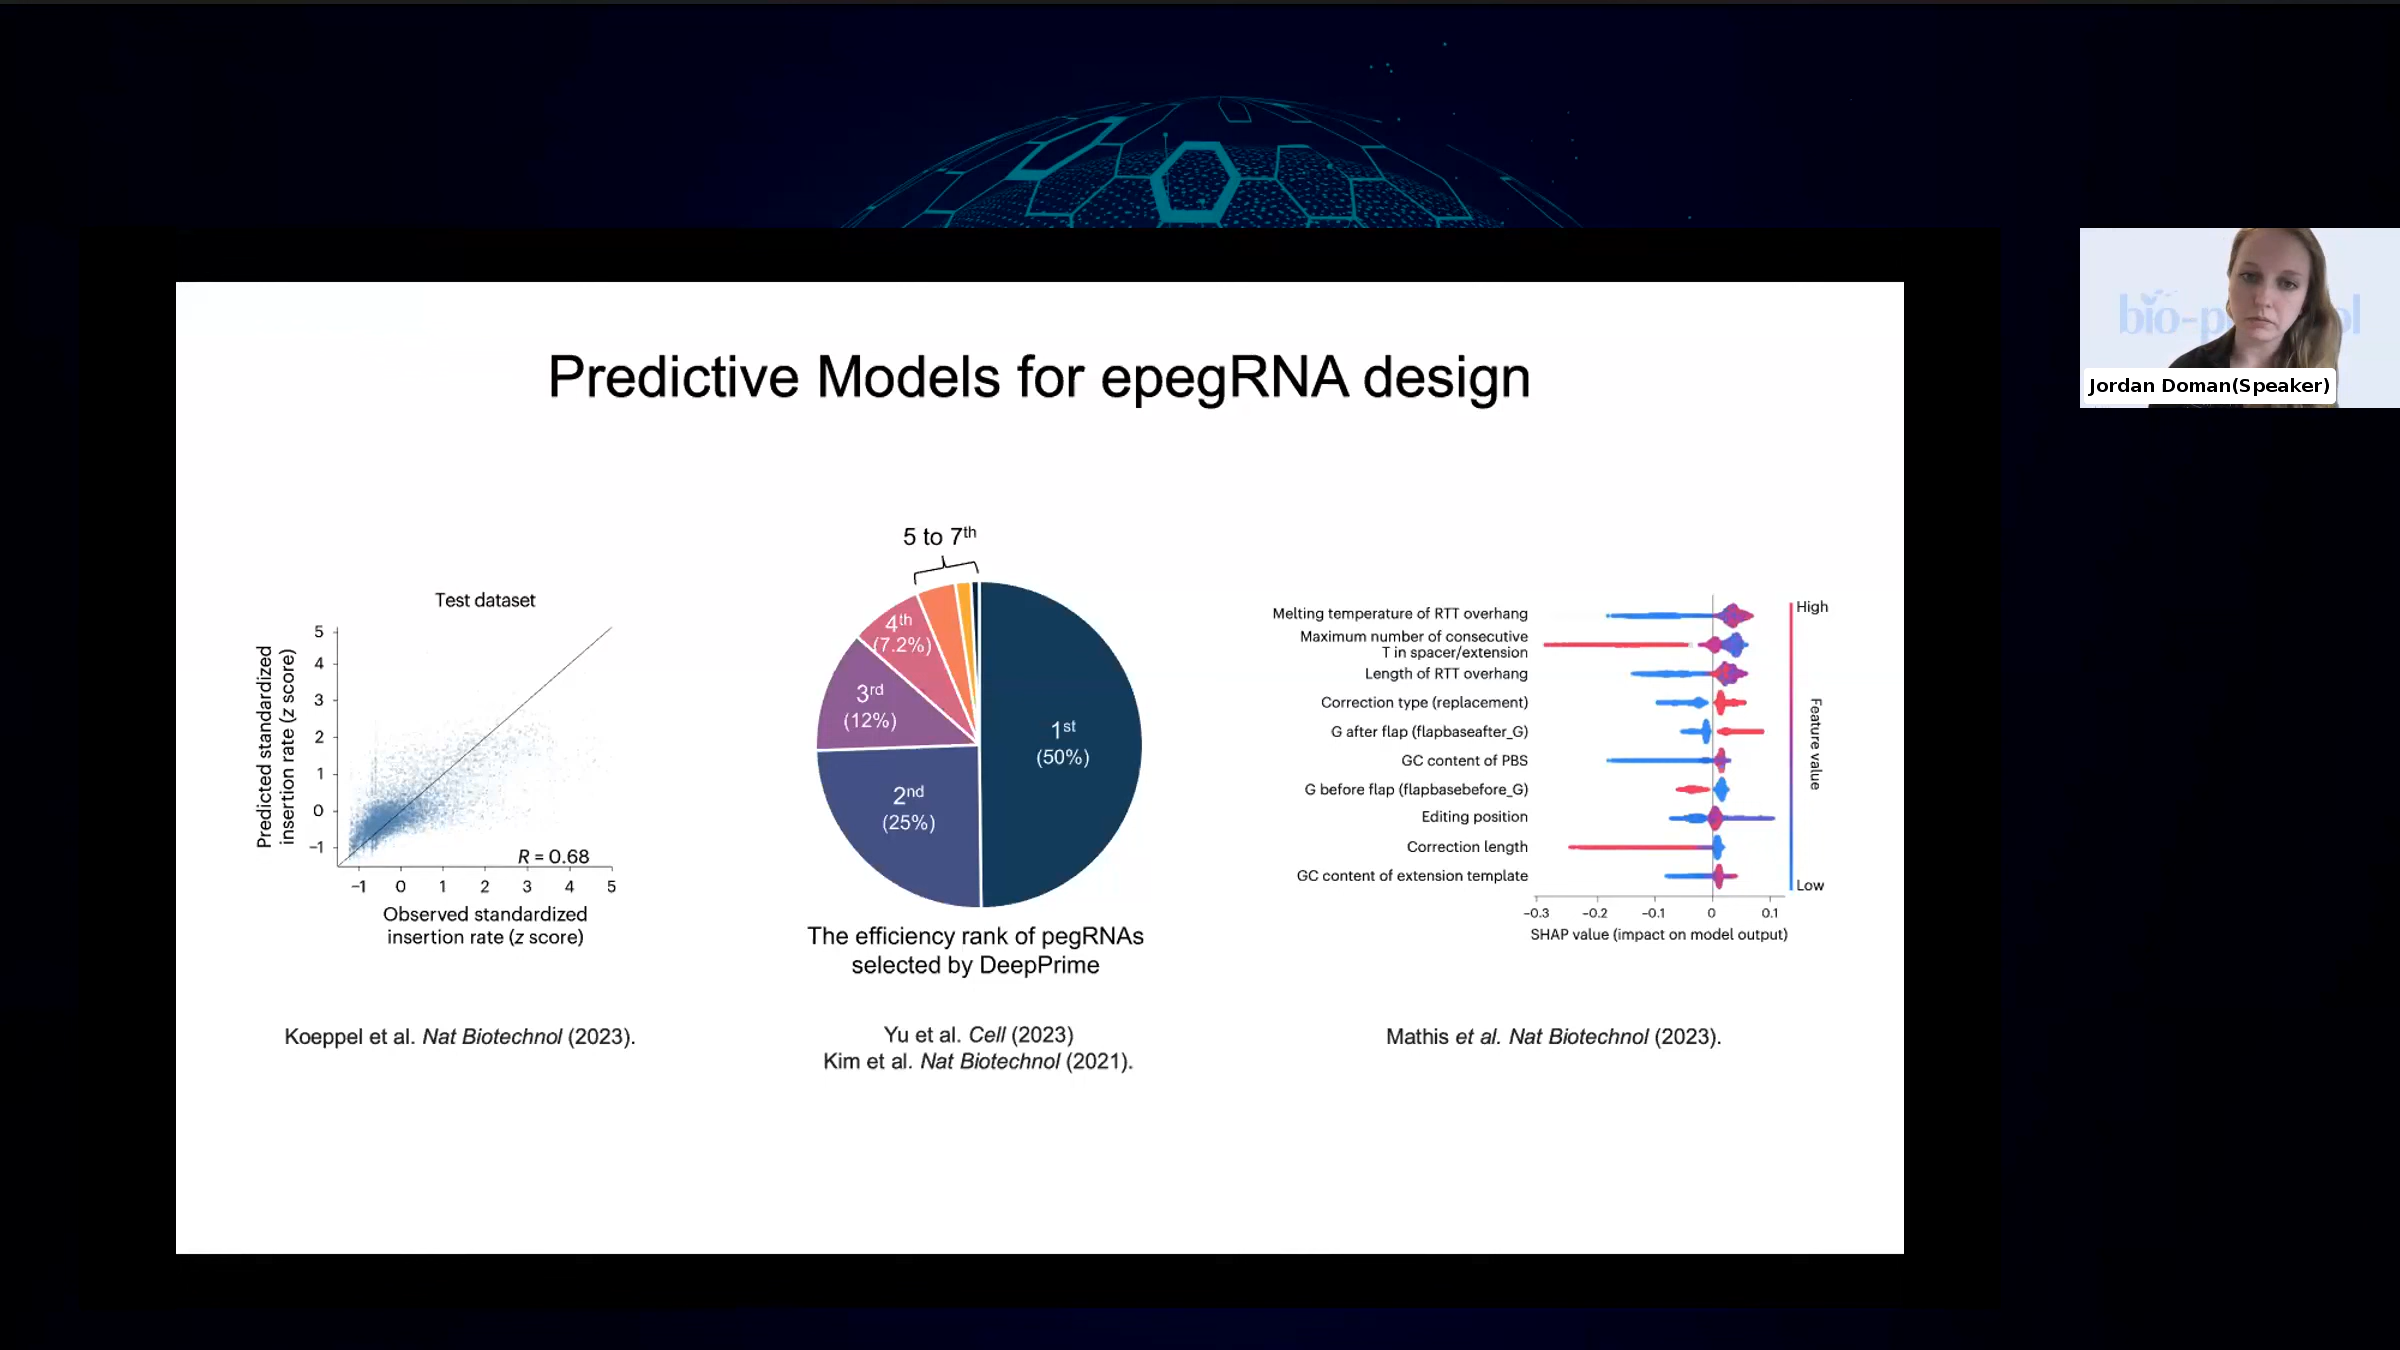 Predictive Models for epegRNA design
Test dataset
Predicted standardized
insertion rate (z score)
5
4
3
2
1
0
−1
R = 0.68
−1 0 1 2 3 4 5
Observed standardized
insertion rate (z score)
Koeppel et al. Nat Biotechnol (2023).
5 to 7th
4th
(7.2%)
3rd
(12%)
2nd
(25%)
1st
(50%)
The efficiency rank of pegRNAs
selected by DeepPrime
Yu et al. Cell (2023)
Kim et al. Nat Biotechnol (2021).
Melting temperature of RTT overhang
Maximum number of consecutive
T in spacer/extension
Length of RTT overhang
Correction type (replacement)
G after flap (flapbaseafter_G)
GC content of PBS
G before flap (flapbasebefore_G)
Editing position
Correction length
GC content of extension template
−0.3 −0.2 −0.1 0 0.1
SHAP value (impact on model output)
High
Feature value
Low
Mathis et al. Nat Biotechnol (2023).
Jordan Doman(Speaker)